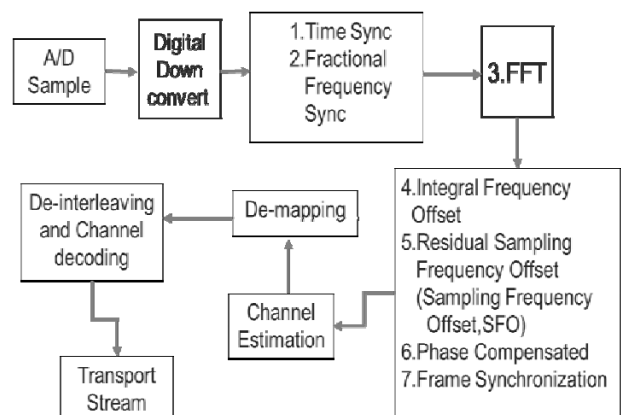 A/D
Sample
Digital
Down
convert
1.Time Sync
2.Fractional
Frequency
Sync
3.FFT
4.Integral Frequency
Offset
5.Residual Sampling
Frequency Offset
(Sampling Frequency
Offset,SFO)
6.Phase Compensated
7.Frame Synchronization
Channel
Estimation
De-mapping
De-interleaving
and Channel
decoding
Transport
Stream